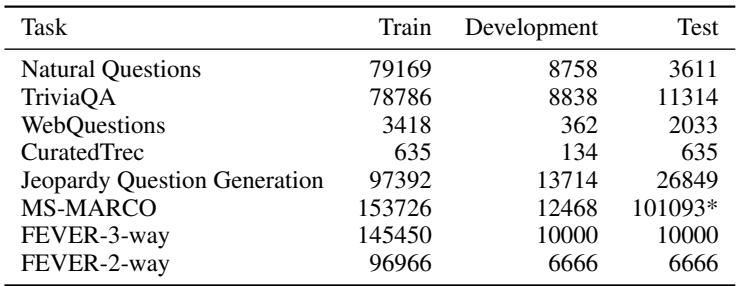 Task Train Development Test
Natural Questions 79169 8758 3611
TriviaQA 78786 8838 11314
WebQuestions 3418 362 2033
CuratedTrec 635 134 635
Jeopardy Question Generation 97392 13714 26849
MS-MARCO 153726 12468 101093*
FEVER-3-way 145450 10000 10000
FEVER-2-way 96966 6666 6666